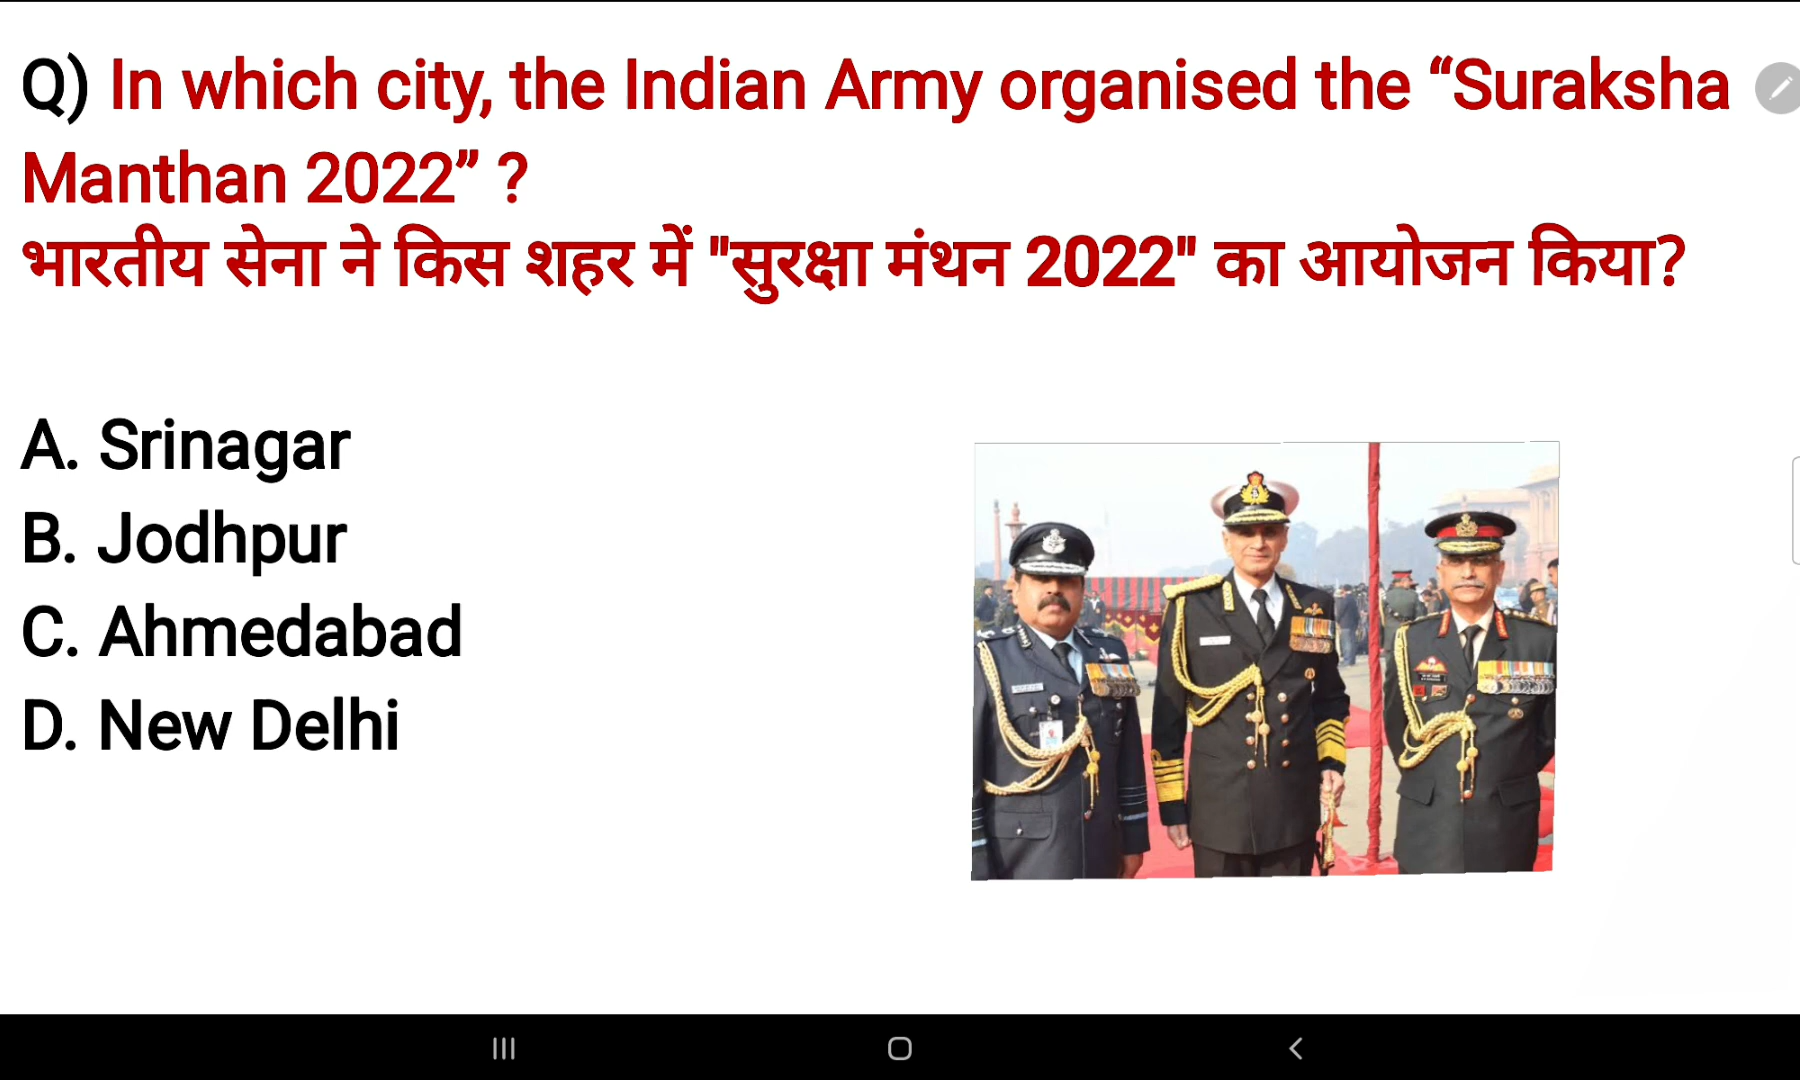 Q) In which city, the Indian Army organised the “Suraksha
Manthan 2022” ?
भारतीय सेना ने किस शहर में "सुरक्षा मंथन 2022" का आयोजन किया?
A. Srinagar
B. Jodhpur
C. Ahmedabad
D. New Delhi